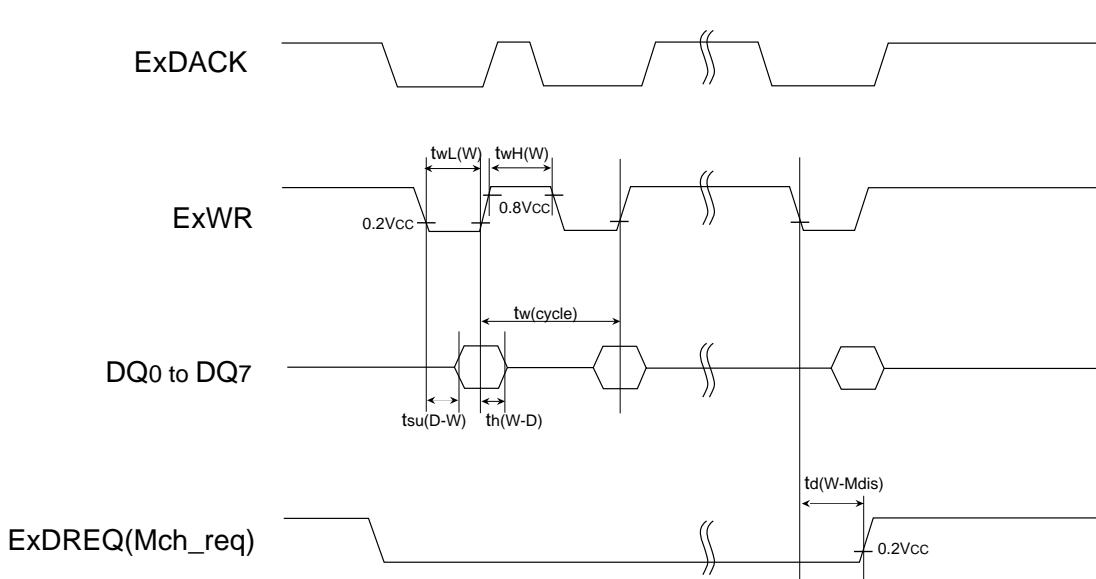 ExDACK
twL(W) twH(W)
ExWR
0.2VCC
0.8VCC
tw(cycle)
DQ0 to DQ7
tsu(D-W) th(W-D)
td(W-Mdis)
ExDREQ(Mch_req)
0.2VCC